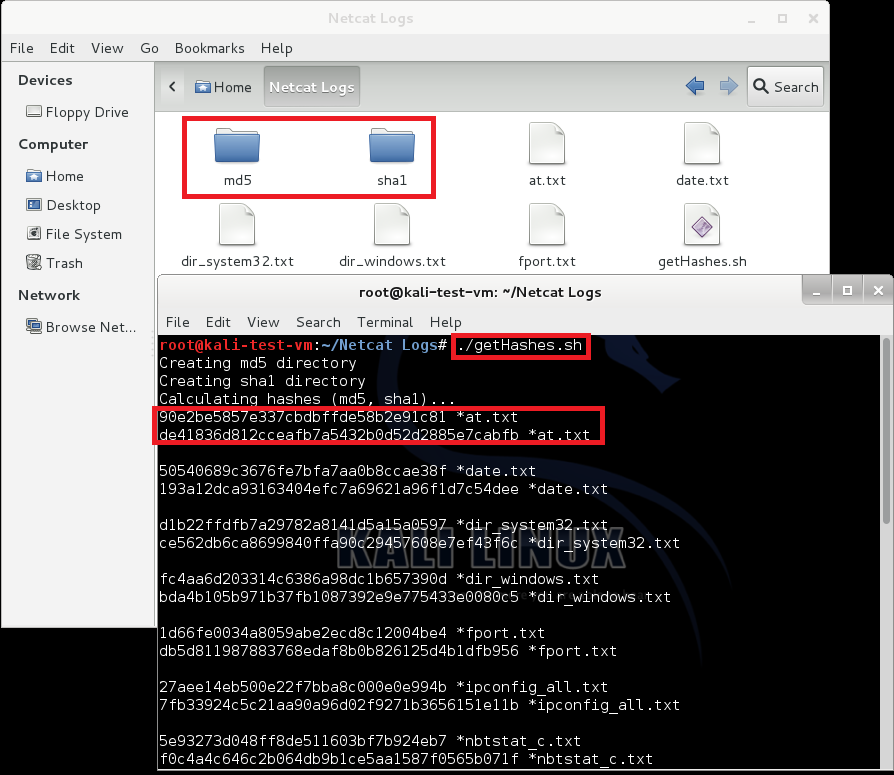 Netcat Logs
File Edit View Go Bookmarks Help
Devices
Floppy Drive
Computer
Home
Desktop
File System
Trash
Network
Browse Net...
Home Netcat Logs Search
md5 sha1 at.txt date.txt
dir_system32.txt dir_windows.txt fport.txt getHashes.sh
root@kali-test-vm: ~/Netcat Logs
File Edit View Search Terminal Help
root@kali-test-vm:~/Netcat Logs# ./getHashes.sh
Creating md5 directory
Creating sha1 directory
Calculating hashes (md5, sha1)...
90e2be5857e337cbdbffde58b2e91c81 *at.txt
de41836d812cceafb7a5432b0d52d2885e7cabfb *at.txt
50540689c3676fe7bfa7aa0b8ccae38f *date.txt
193a12dca93163404efc7a69621a96f1d7c54dee *date.txt
d1b22ffdfb7a29782a8141d5a15a0597 *dir_system32.txt
ce562db6ca8699840ffa90c29457608e7ef43f6c *dir_system32.txt
KALI LINUX
fc4aa6d203314c6386a98dc1b657390d *dir_windows.txt
bda4b105b971b37fb1087392e9e775433e0080c5 *dir_windows.txt
1d66fe0034a8059abe2ecd8c12004be4 *fport.txt
db5d811987883768edaf8b0b826125d4b1dfb956 *fport.txt
27aee14eb500e22f7bba8c000e0e994b *ipconfig_all.txt
7fb33924c5c21aa90a96d02f9271b3656151e11b *ipconfig_all.txt
5e93273d048ff8de511603bf7b924eb7 *nbtstat_c.txt
f0c4a4c646c2b064db9b1ce5aa1587f0565b071f *nbtstat_c.txt